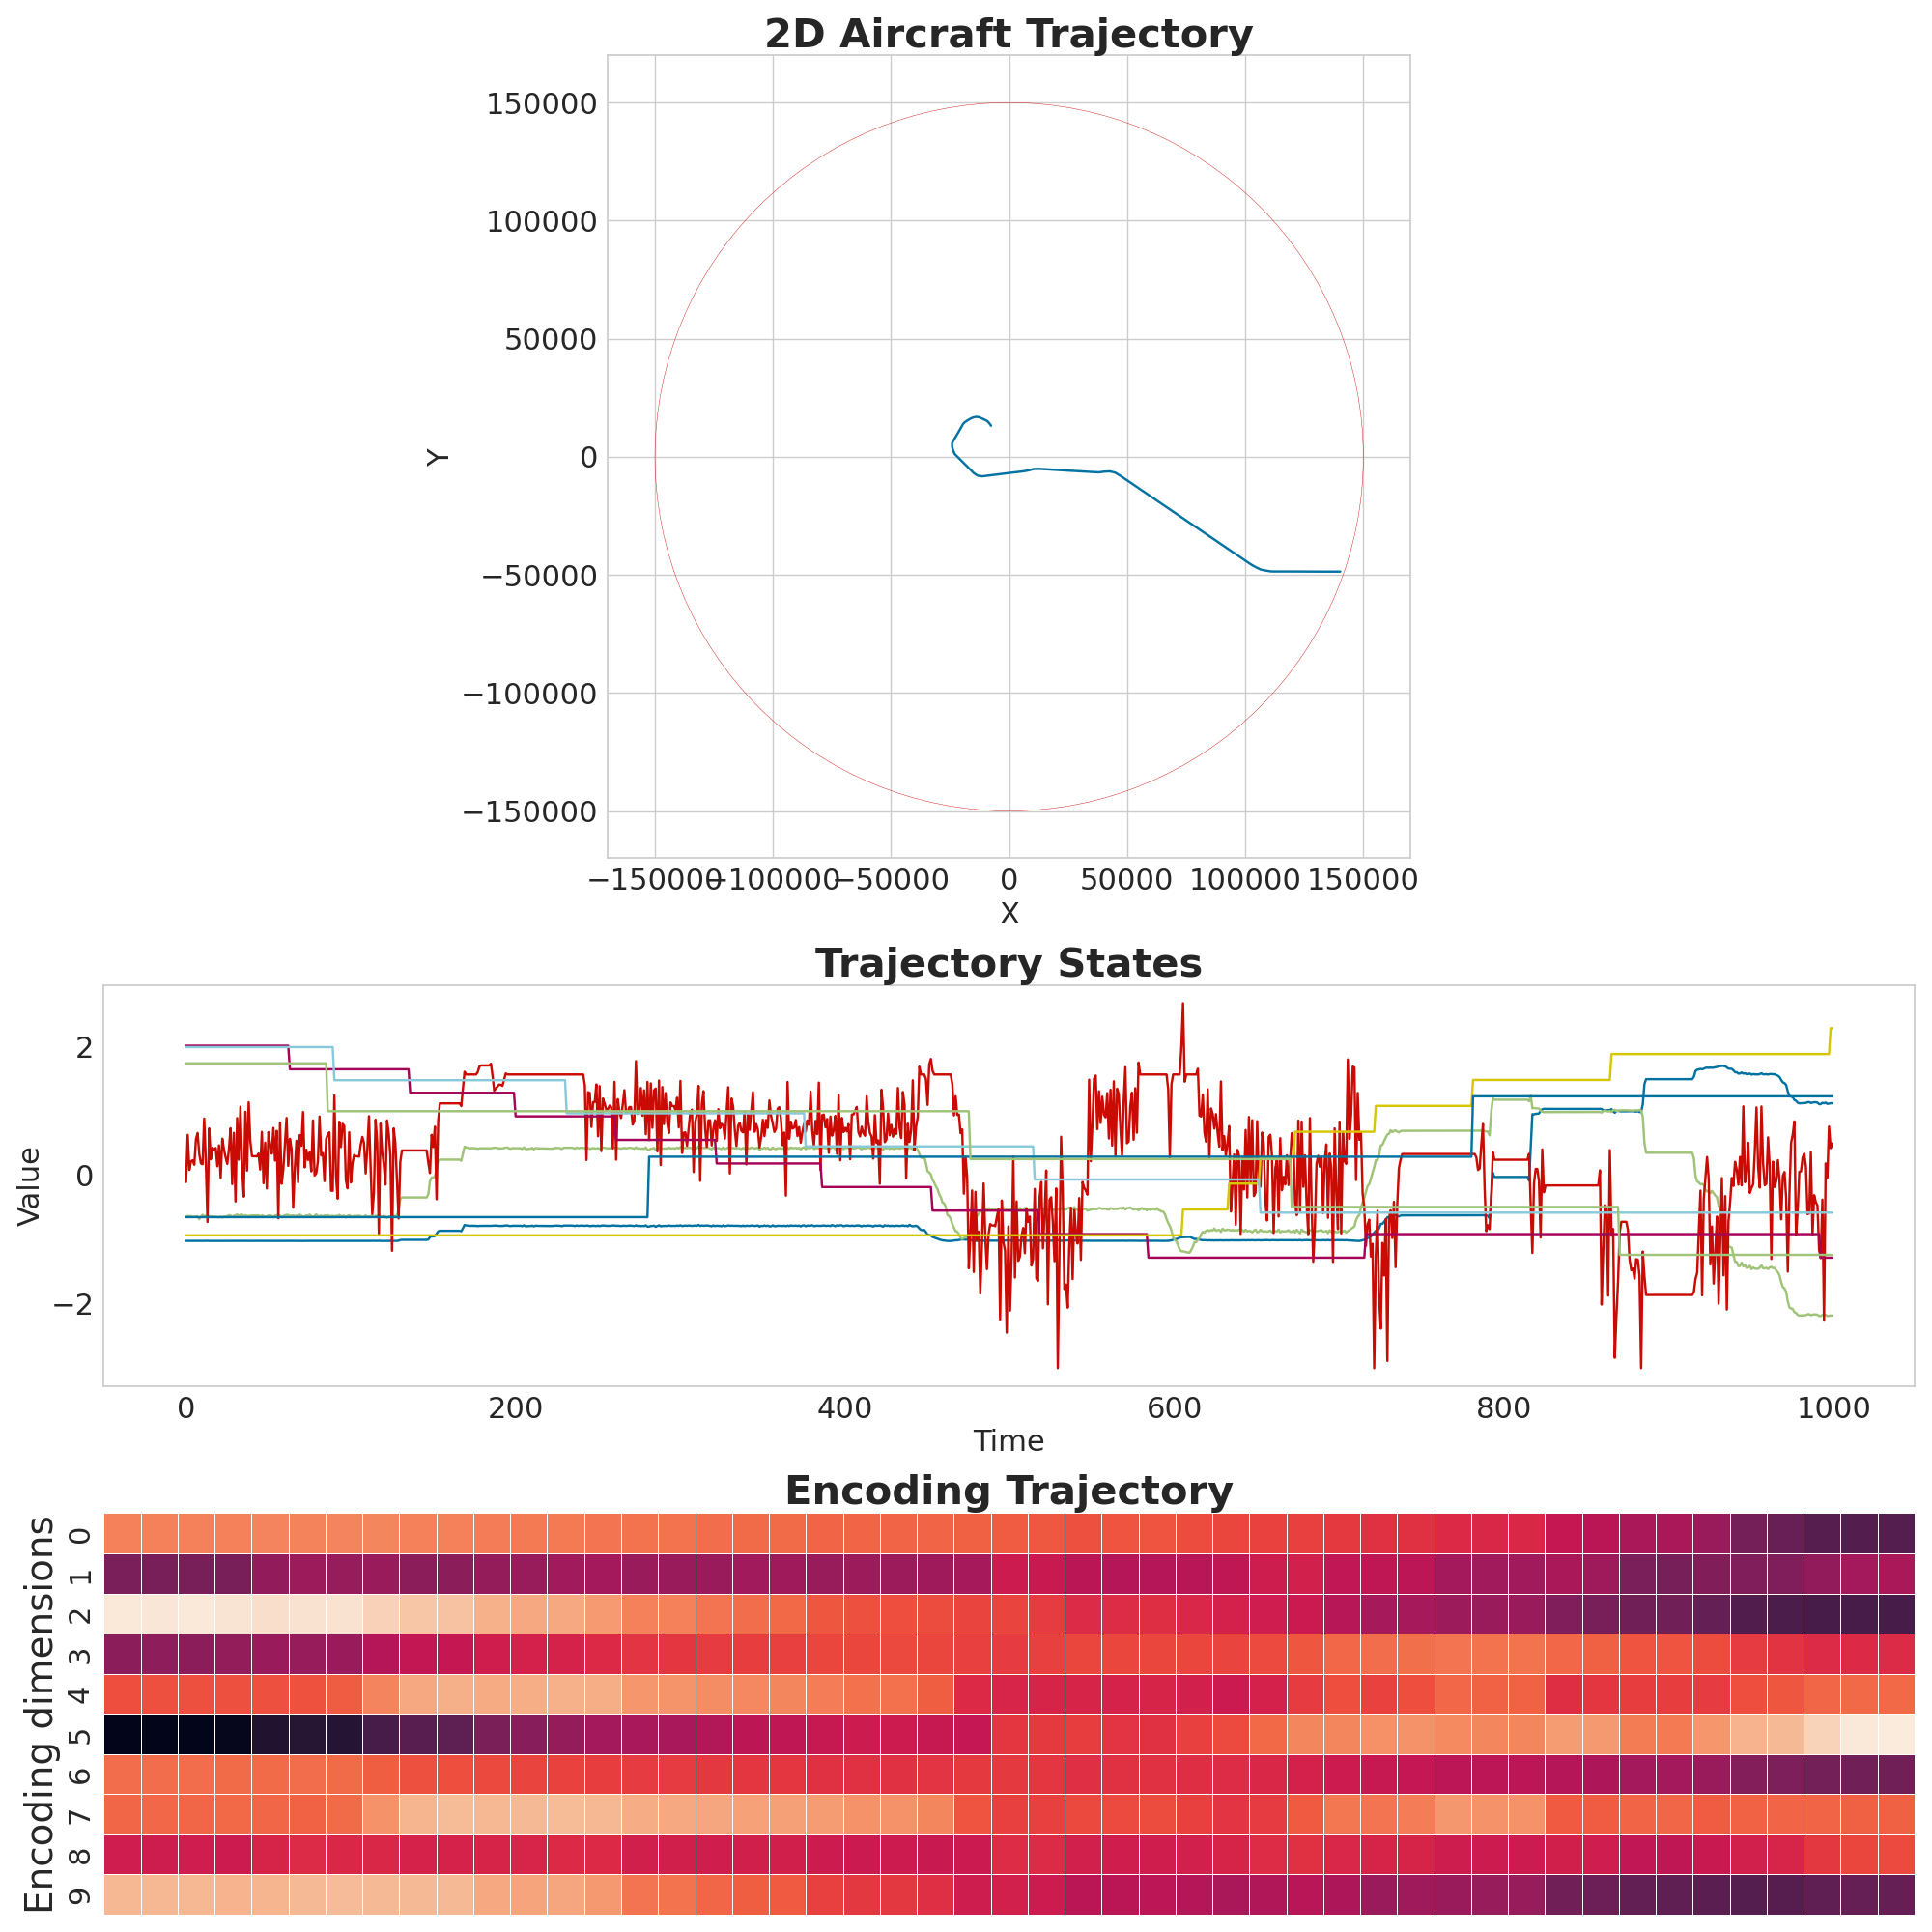 2D Aircraft Trajectory
150000
100000
50000
0
−50000
−100000
−150000
Y
−150000 −100000 −50000 0 50000 100000 150000
X
Trajectory States
2
0
−2
Value
0 200 400 600 800 1000
Time
Encoding Trajectory
Encoding dimensions
0
1
2
3
4
5
6
7
8
9